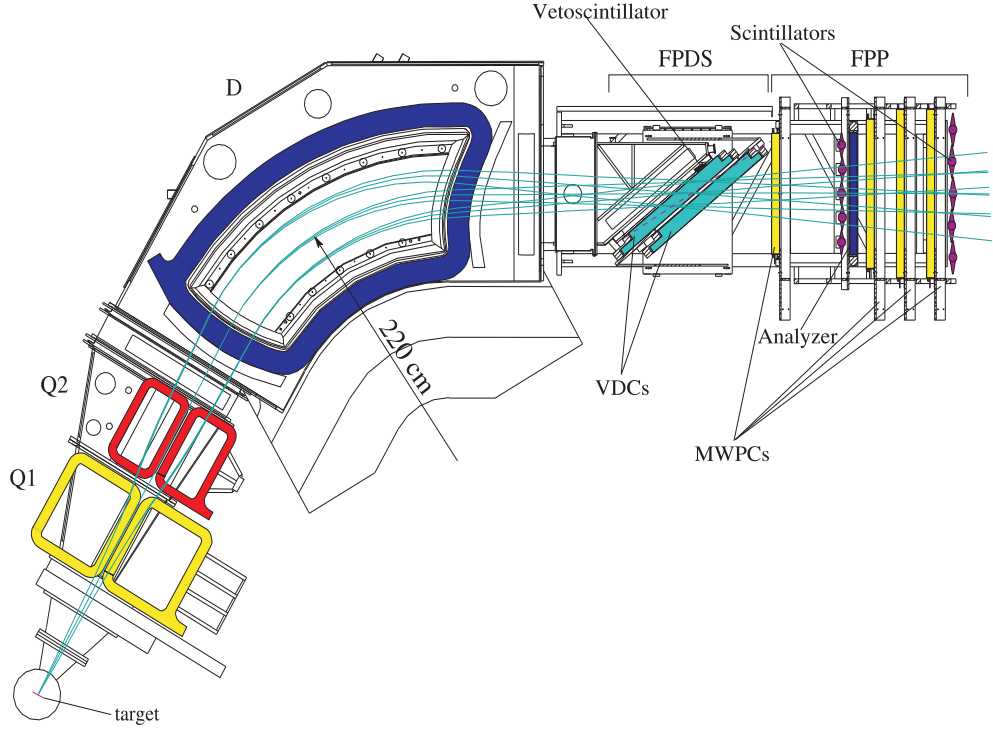 Vetoscintillator
Scintillators
FPDS
FPP
D
220 cm
Analyzer
Q2
VDCs
MWPCs
Q1
target